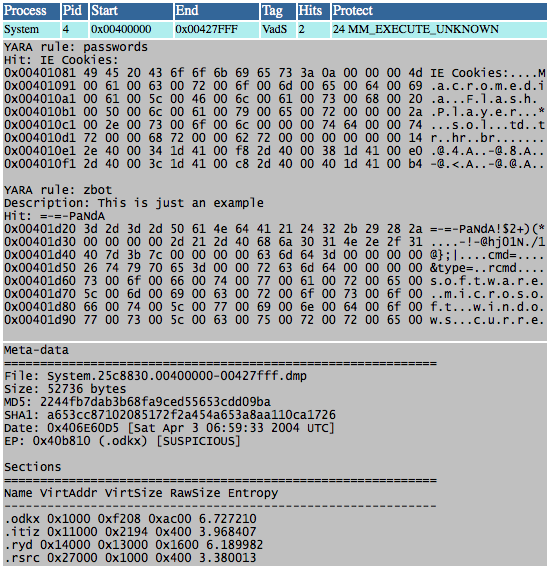 Process Pid Start End Tag Hits Protect
System 4 0x00400000 0x00427FFF VadS 2 24 MM_EXECUTE_UNKNOWN
YARA rule: passwords
Hit: IE Cookies:
0x00401081 49 45 20 43 6f 6f 6b 69 65 73 3a 0a 00 00 00 4d IE Cookies:....M
0x00401091 00 61 00 63 00 72 00 6f 00 6d 00 65 00 64 00 69 .a.c.r.o.m.e.d.i
0x004010a1 00 61 00 5c 00 46 00 6c 00 61 00 73 00 68 00 20 .a...F.l.a.s.h.
0x004010b1 00 50 00 6c 00 61 00 79 00 65 00 72 00 00 00 2a .P.l.a.y.e.r...*
0x004010c1 00 2e 00 73 00 6f 00 6c 00 00 00 74 64 00 00 74 ...s.o.l...td..t
0x004010d1 72 00 00 68 72 00 00 62 72 00 00 00 00 00 00 14 r..hr..br.......
0x004010e1 2e 40 00 34 1d 41 00 f8 2d 40 00 38 1d 41 00 e0 .@.4.A..-@.8.A..
0x004010f1 2d 40 00 3c 1d 41 00 c8 2d 40 00 40 1d 41 00 b4 -@.<.A..-@.@.A..
YARA rule: zbot
Description: This is just an example
Hit: =-=-PaNdA
0x00401d20 3d 2d 3d 2d 50 61 4e 64 41 21 24 32 2b 29 28 2a =-=-PaNdA!$2+)(*
0x00401d30 00 00 00 00 2d 21 2d 40 68 6a 30 31 4e 2e 2f 31 ....-!-@hj01N./1
0x00401d40 40 7d 3b 7c 00 00 00 00 63 6d 64 3d 00 00 00 00 @};|....cmd=....
0x00401d50 26 74 79 70 65 3d 00 00 72 63 6d 64 00 00 00 00 &type=..rcmd....
0x00401d60 73 00 6f 00 66 00 74 00 77 00 61 00 72 00 65 00 s.o.f.t.w.a.r.e.
0x00401d70 5c 00 6d 00 69 00 63 00 72 00 6f 00 73 00 6f 00 ..m.i.c.r.o.s.o.
0x00401d80 66 00 74 00 5c 00 77 00 69 00 6e 00 64 00 6f 00 f.t...w.i.n.d.o.
0x00401d90 77 00 73 00 5c 00 63 00 75 00 72 00 72 00 65 00 w.s...c.u.r.r.e.
Meta-data
================================================================
File: System.25c8830.00400000-00427fff.dmp
Size: 52736 bytes
MD5: 2244fb7dab3b68fa9ced55653cdd09ba
SHA1: a653cc87102085172f2a454a653a8aa110ca1726
Date: 0x406E60D5 [Sat Apr 3 06:59:33 2004 UTC]
EP: 0x40b810 (.odkx) [SUSPICIOUS]
Sections
================================================================
Name VirtAddr VirtSize RawSize Entropy
----------------------------------------------------------------
.odkx 0x1000 0xf208 0xac00 6.727210
.itiz 0x11000 0x2194 0x400 3.968407
.ryd 0x14000 0x13000 0x1600 6.189982
.rsrc 0x27000 0x1000 0x400 3.380013